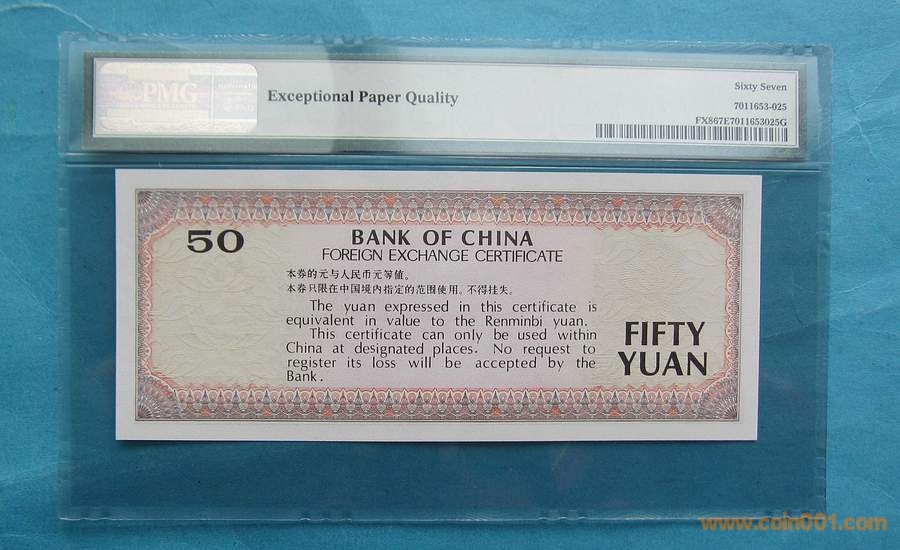 PMG
Exceptional Paper Quality
Sixty Seven
7011653-025
FX867E7011653025G
50
BANK OF CHINA
FOREIGN EXCHANGE CERTIFICATE
本券的元与人民币元等值。
本券只限在中国境内指定的范围使用。不得挂失。
The yuan expressed in this certificate is
equivalent in value to the Renminbi yuan.
This certificate can only be used within
China at designated places. No request to
register its loss will be accepted by the
Bank.
FIFTY
YUAN
www.coin001.com